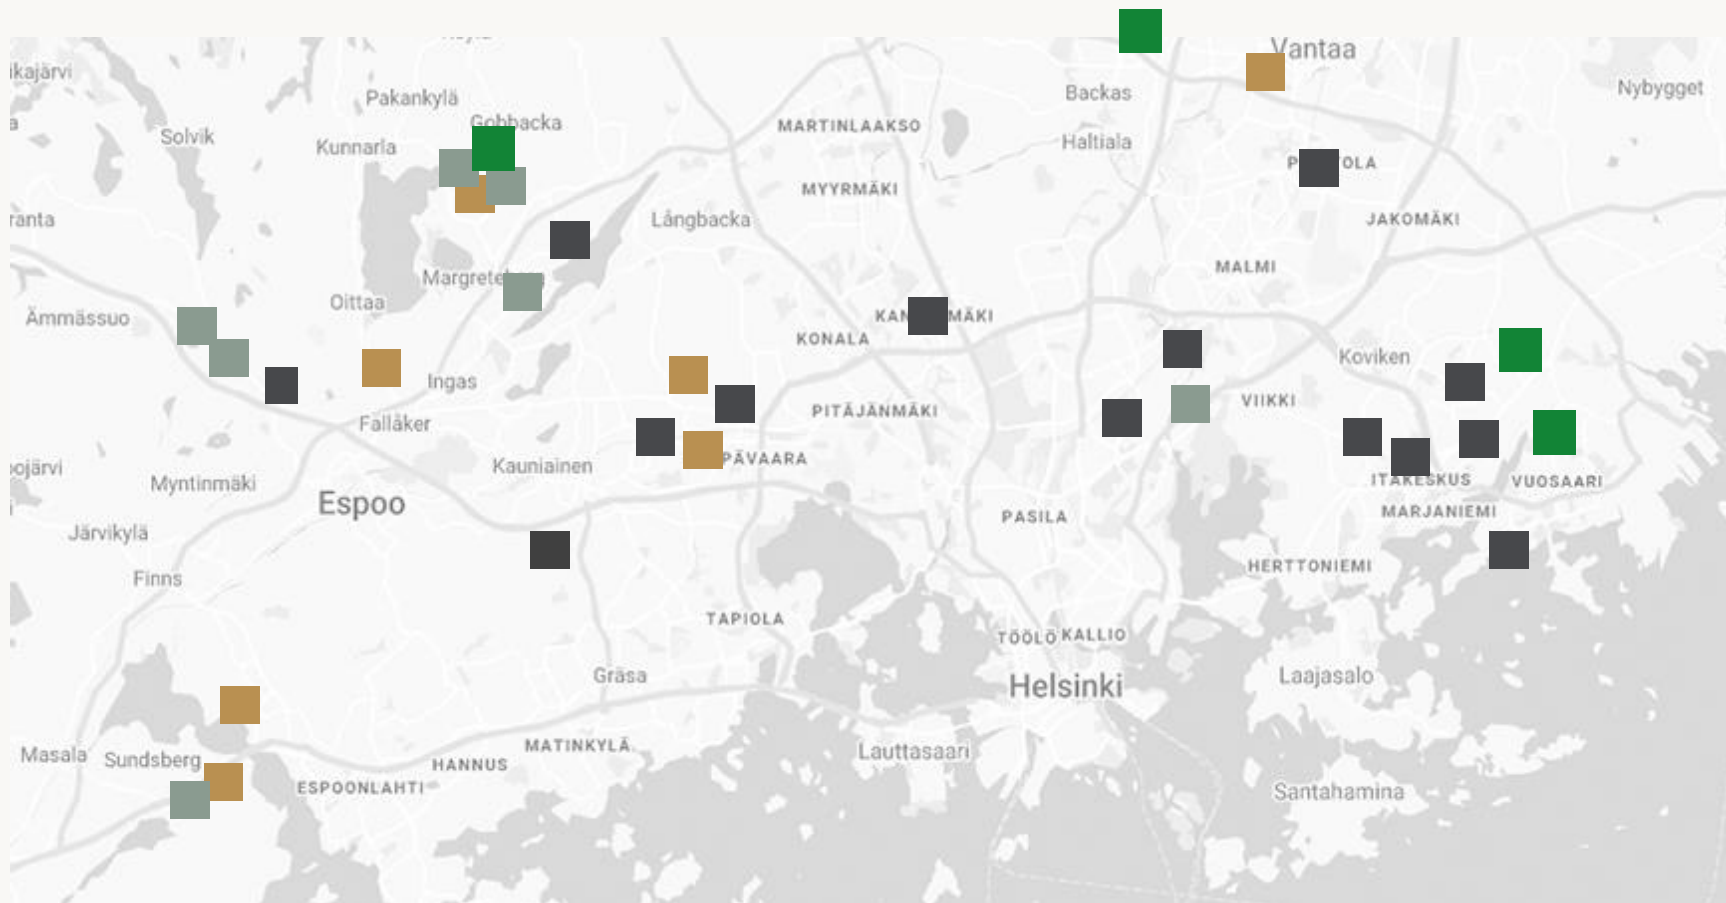 Vantaa
ikajärvi
Nybygget
Pakankylä
Backas
Gobbacka
MARTINLAAKSO
Solvik
Haltiala
Kunnarla
MYYRMÄKI
JAKOMÄKI
ranta
Långbacka
MALMI
Oittaa
Ämmässuo
KONALA
Koviken
Ingas
VIIKKI
PITÄJÄNMÄKI
Fallåker
PÄVAARA
Kauniainen
ojärvi
ITÄKESKUS
VUOSAARI
Myntinmäki
Espoo
MARJANIEMI
PASILA
Järvikylä
HERTTONIEMI
Finns
TAPIOLA
TÖÖLÖ
KALLIO
Gräsa
Laajasalo
Helsinki
MATINKYLÄ
Lauttasaari
Masala
Sundsberg
HANNUS
ESPOONLAHTI
Santahamina